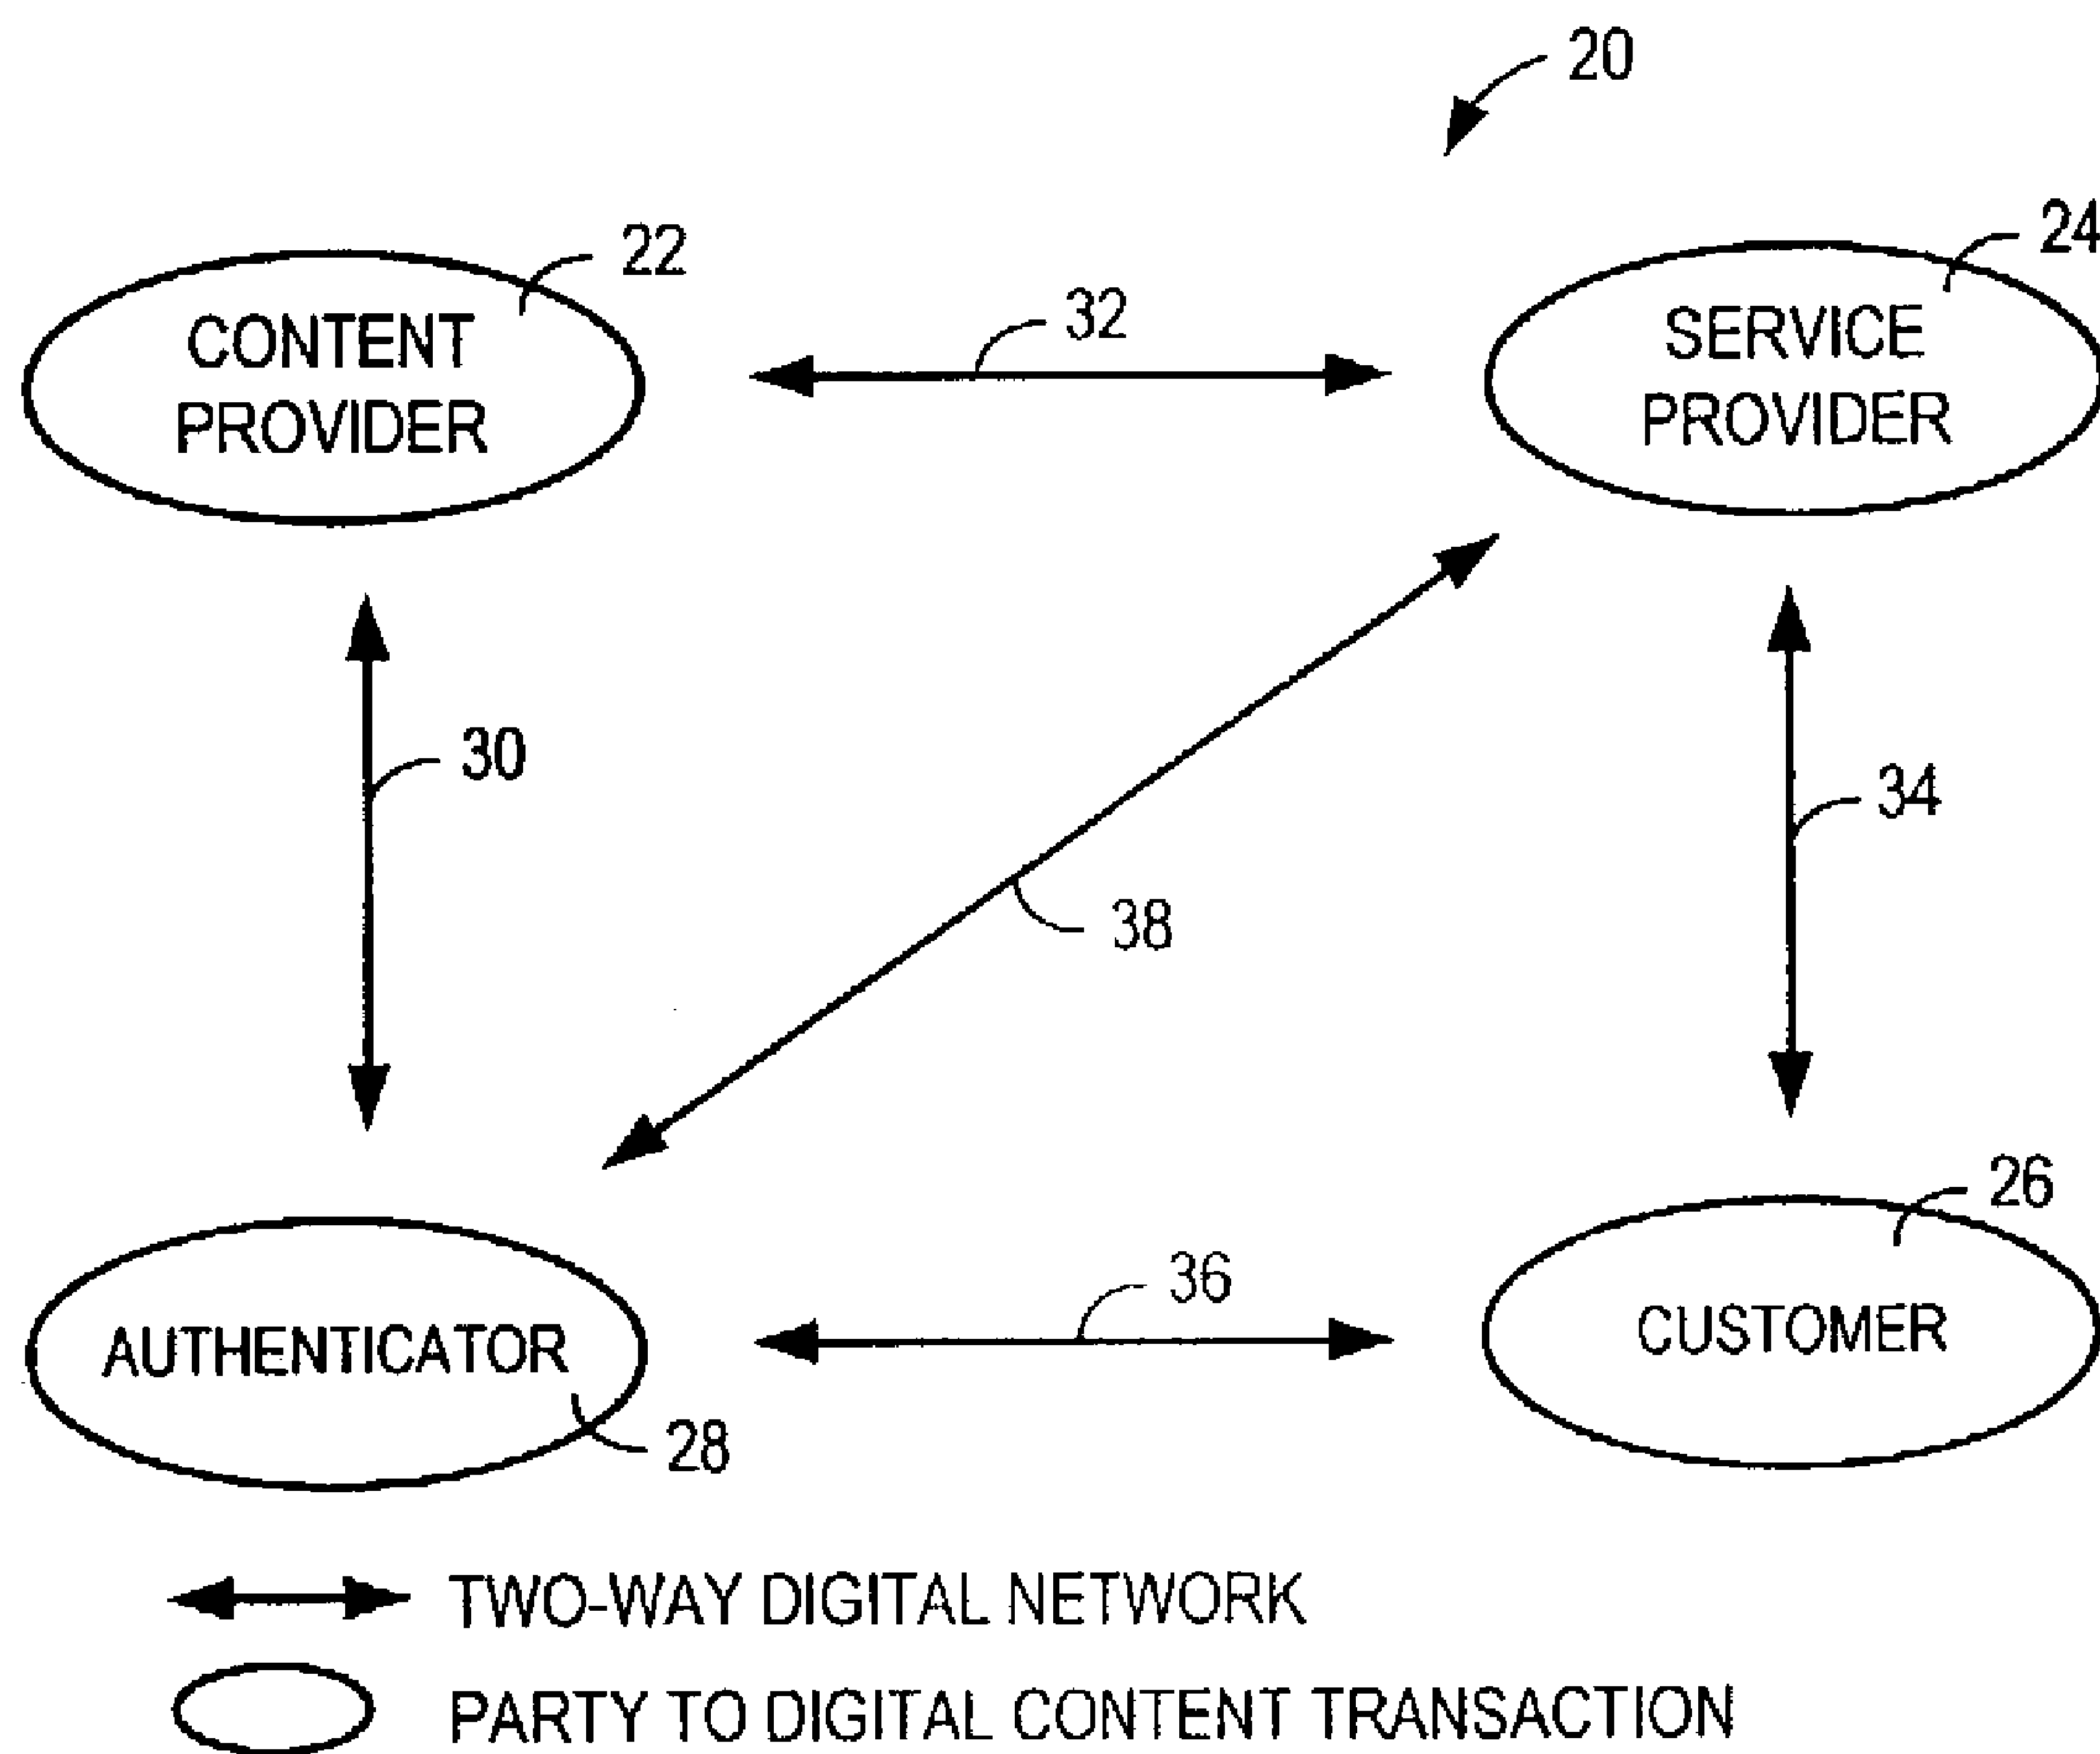 20
22
24
CONTENT
PROVIDER
32
SERVICE
PROVIDER
30
34
38
26
AUTHENTICATOR
36
CUSTOMER
28
TWO-WAY DIGITAL NETWORK
PARTY TO DIGITAL CONTENT TRANSACTION